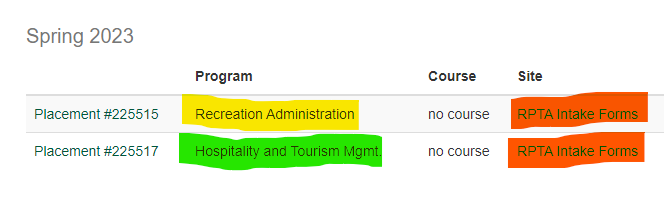 Spring 2023
Program Course Site
Placement #225515 Recreation Administration no course RPTA Intake Forms
Placement #225517 Hospitality and Tourism Mgmt. no course RPTA Intake Forms